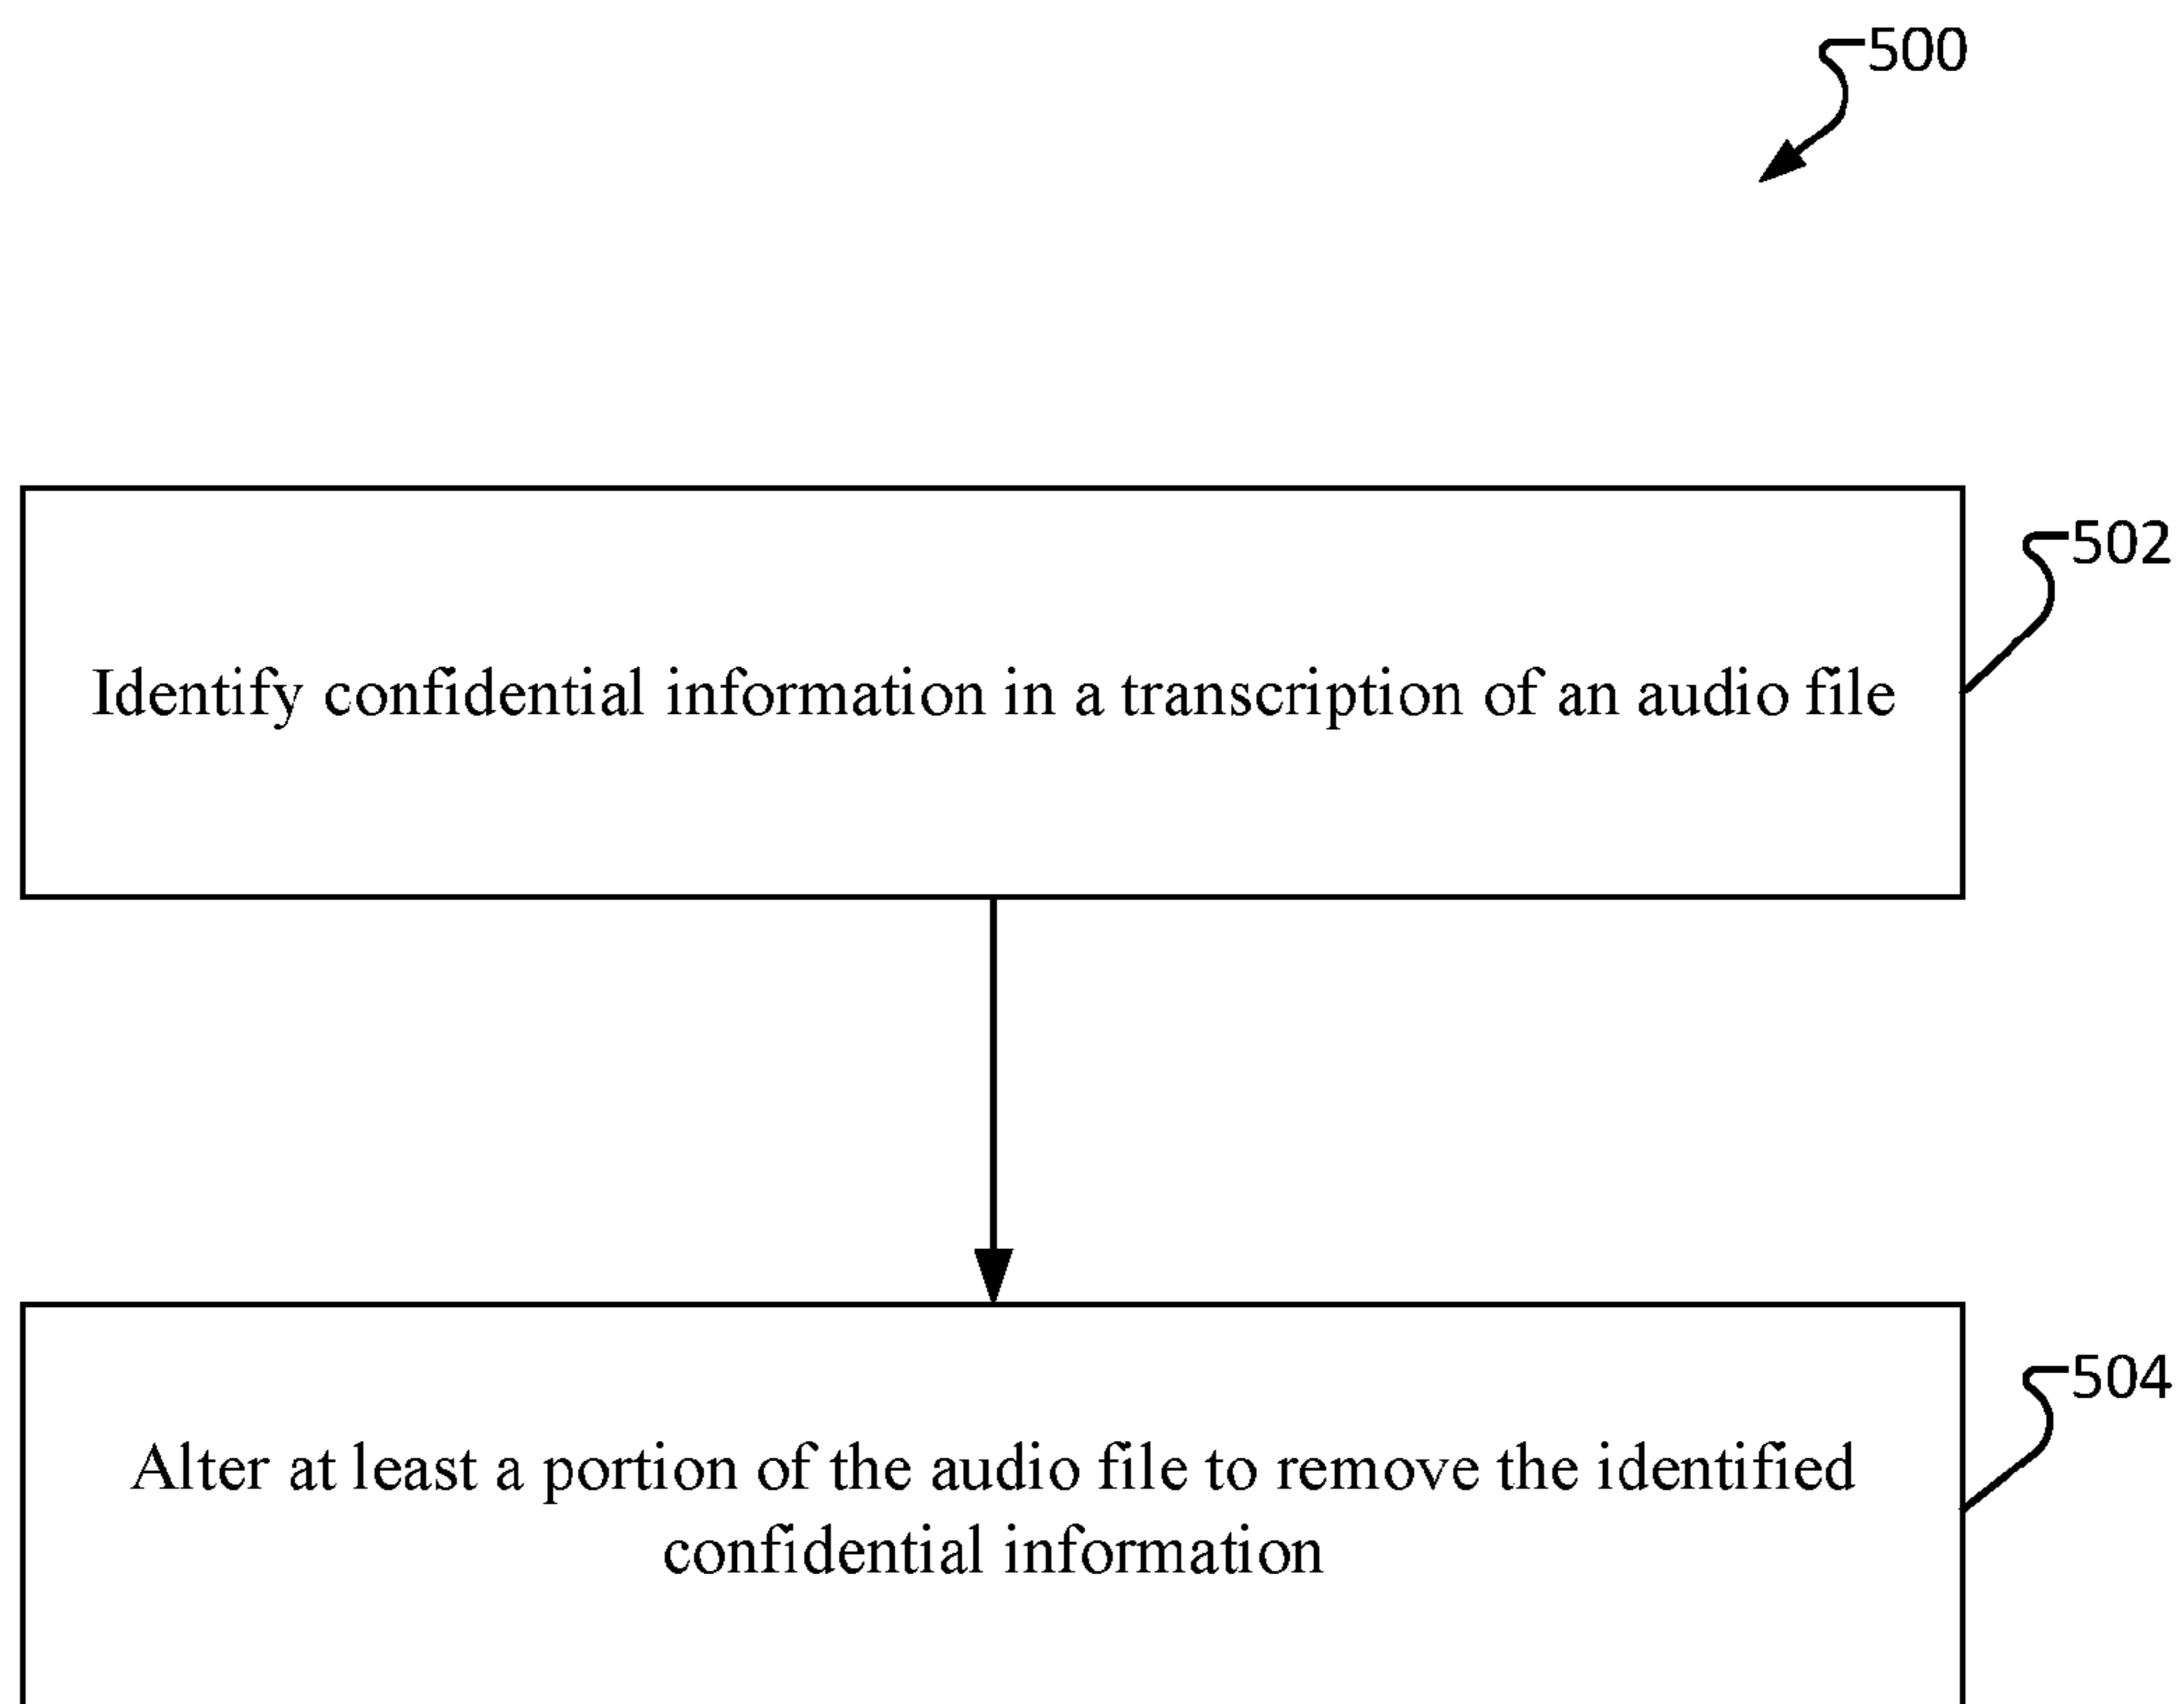 500
502
Identify confidential information in a transcription of an audio file
504
Alter at least a portion of the audio file to remove the identified
confidential information